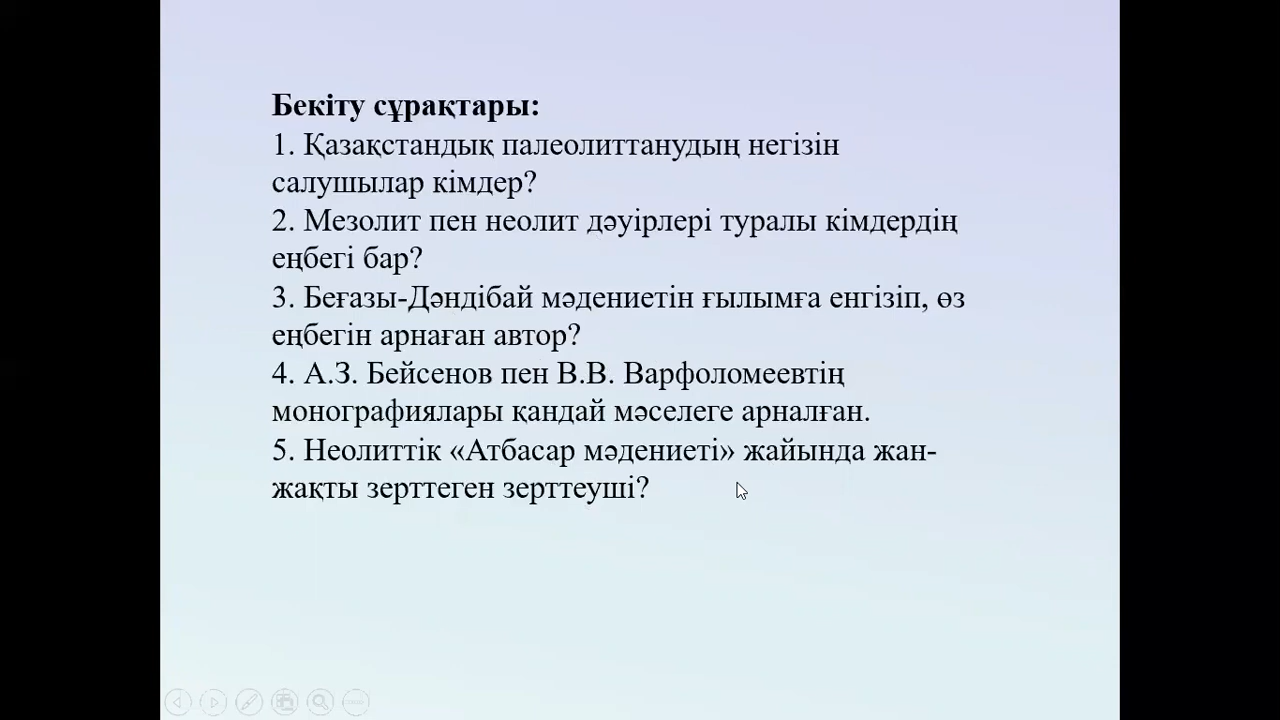 Бекіту сұрақтары:
1. Қазақстандық палеолиттанудың негізін
салушылар кімдер?
2. Мезолит пен неолит дәуірлері туралы кімдердің
еңбегі бар?
3. Беғазы-Дәндібай мәдениетін ғылымға енгізіп, өз
еңбегін арнаған автор?
4. А.З. Бейсенов пен В.В. Варфоломеевтің
монографиялары қандай мәселеге арналған.
5. Неолиттік «Атбасар мәдениеті» жайында жан-
жақты зерттеген зерттеуші?